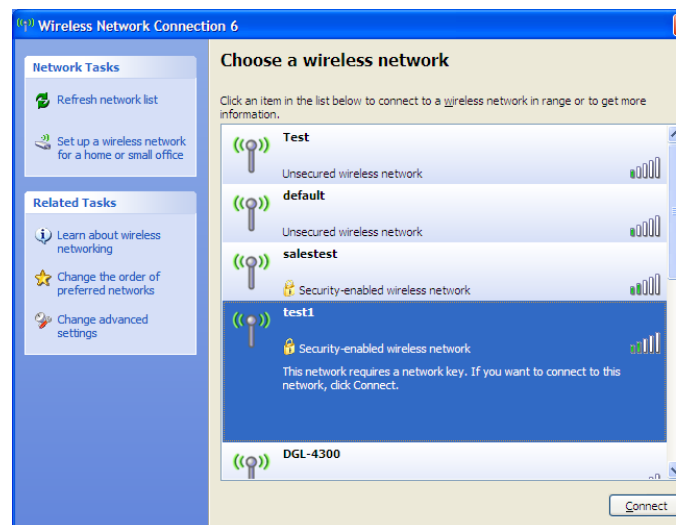 Wireless Network Connection 6
Network Tasks
Refresh network list
Set up a wireless network
for a home or small office
Related Tasks
Learn about wireless
networking
Change the order of
preferred networks
Change advanced
settings
Choose a wireless network
Click an item in the list below to connect to a wireless network in range or to get more
information.
Test
Unsecured wireless network
default
Unsecured wireless network
salestest
Security-enabled wireless network
test1
Security-enabled wireless network
This network requires a network key. If you want to connect to this
network, click Connect.
DGL-4300
Connect